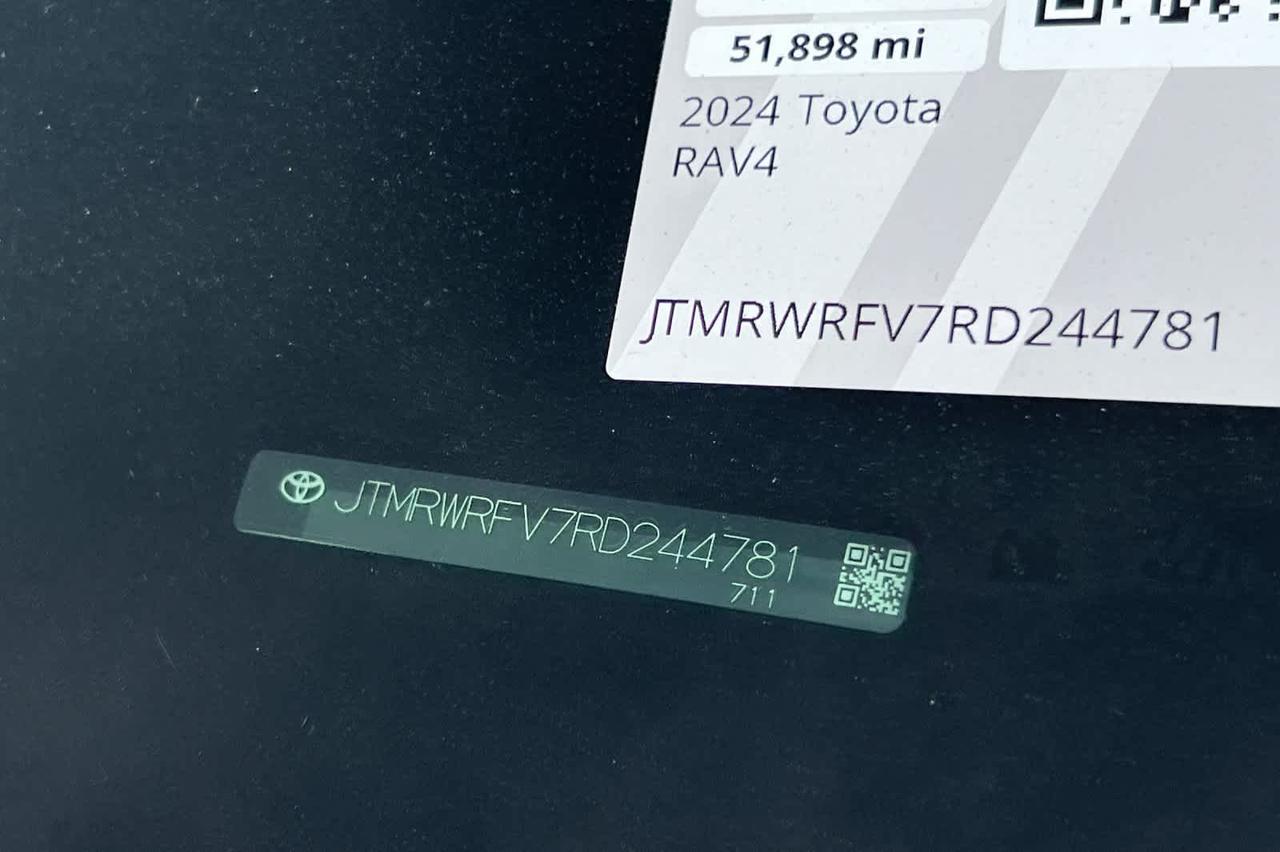 51,898 mi
2024 Toyota
RAV4
JTMRWRFV7RD244781
JTMRWRFV7RD244781
711